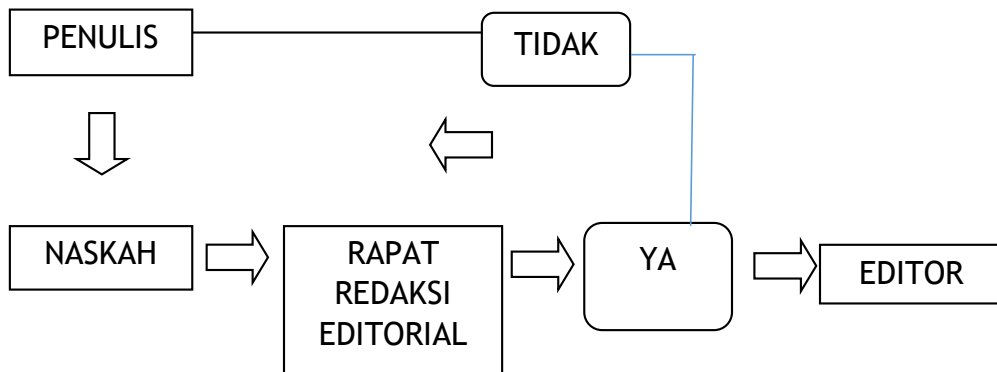 PENULIS
TIDAK
NASKAH
RAPAT
REDAKSI
EDITORIAL
YA
EDITOR